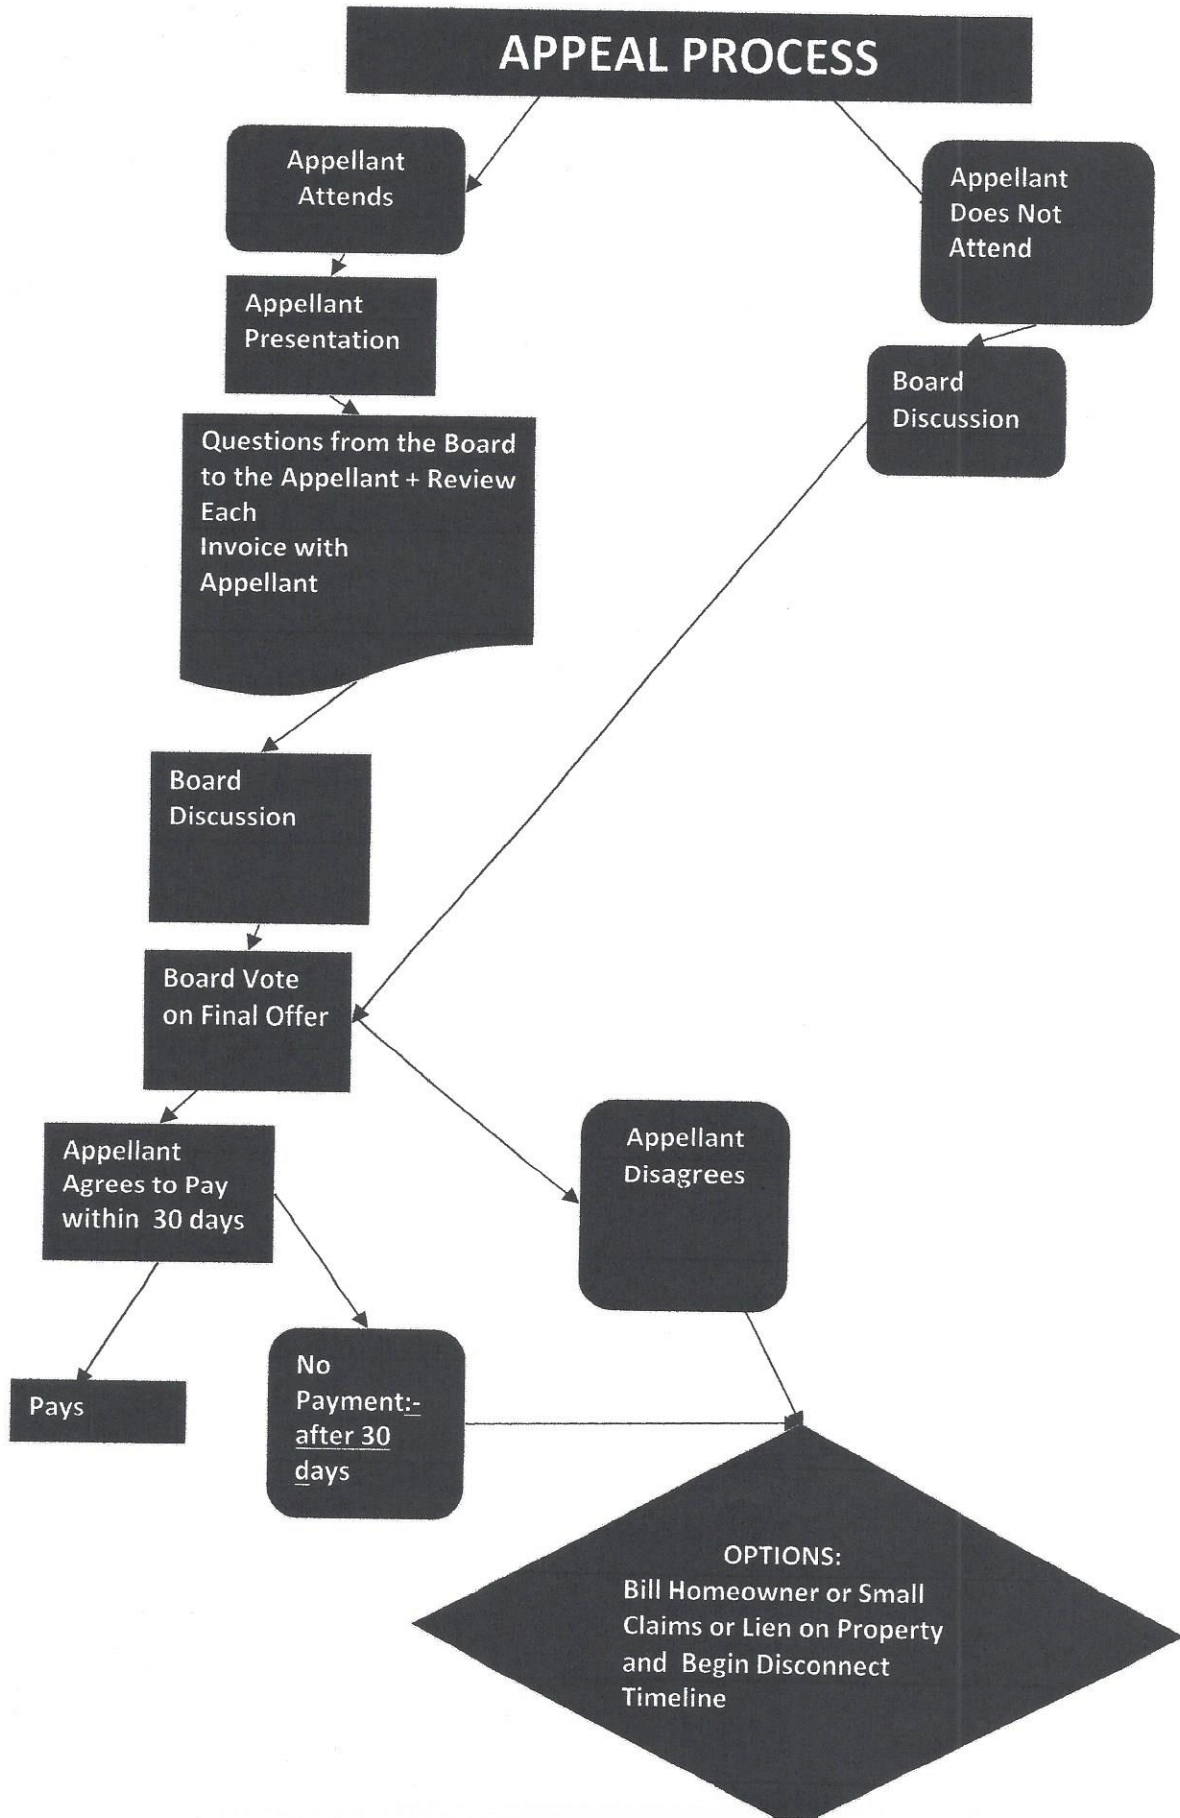 APPEAL PROCESS
Appellant
Attends
Appellant
Does Not
Attend
Appellant
Presentation
Board
Discussion
Questions from the Board
to the Appellant + Review
Each
Invoice with
Appellant
Board
Discussion
Board Vote
on Final Offer
Appellant
Agrees to Pay
within  30 days
Appellant
Disagrees
Pays
No
Payment:-
after 30
days
OPTIONS:
Bill Homeowner or Small
Claims or Lien on Property
and  Begin Disconnect
Timeline